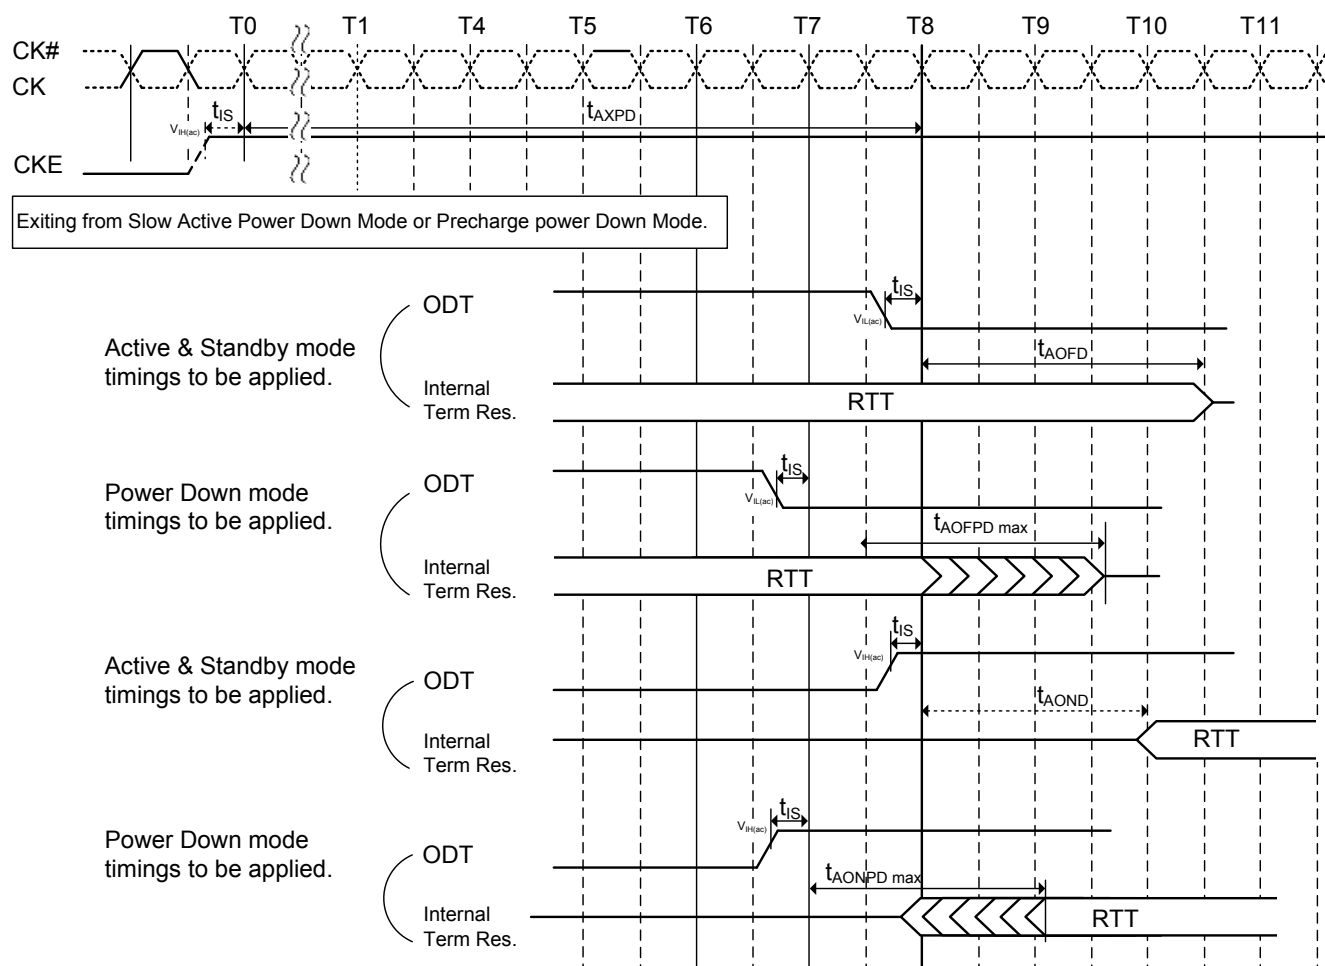 T0 T1 T4 T5 T6 T7 T8 T9 T10 T11
CK#
CK
tIS tAXPD
VIH(ac)
CKE
Exiting from Slow Active Power Down Mode or Precharge power Down Mode.
ODT
tIS
VIL(ac)
Active & Standby mode
timings to be applied.
tAOFD
Internal
Term Res.
RTT
ODT
tIS
VIL(ac)
Power Down mode
timings to be applied.
tAOFPD max
Internal
Term Res.
RTT
tIS
VIH(ac)
Active & Standby mode
timings to be applied.
ODT
tAOND
Internal
Term Res.
RTT
tIS
VIH(ac)
Power Down mode
timings to be applied.
ODT
tAONPD max
Internal
Term Res.
RTT